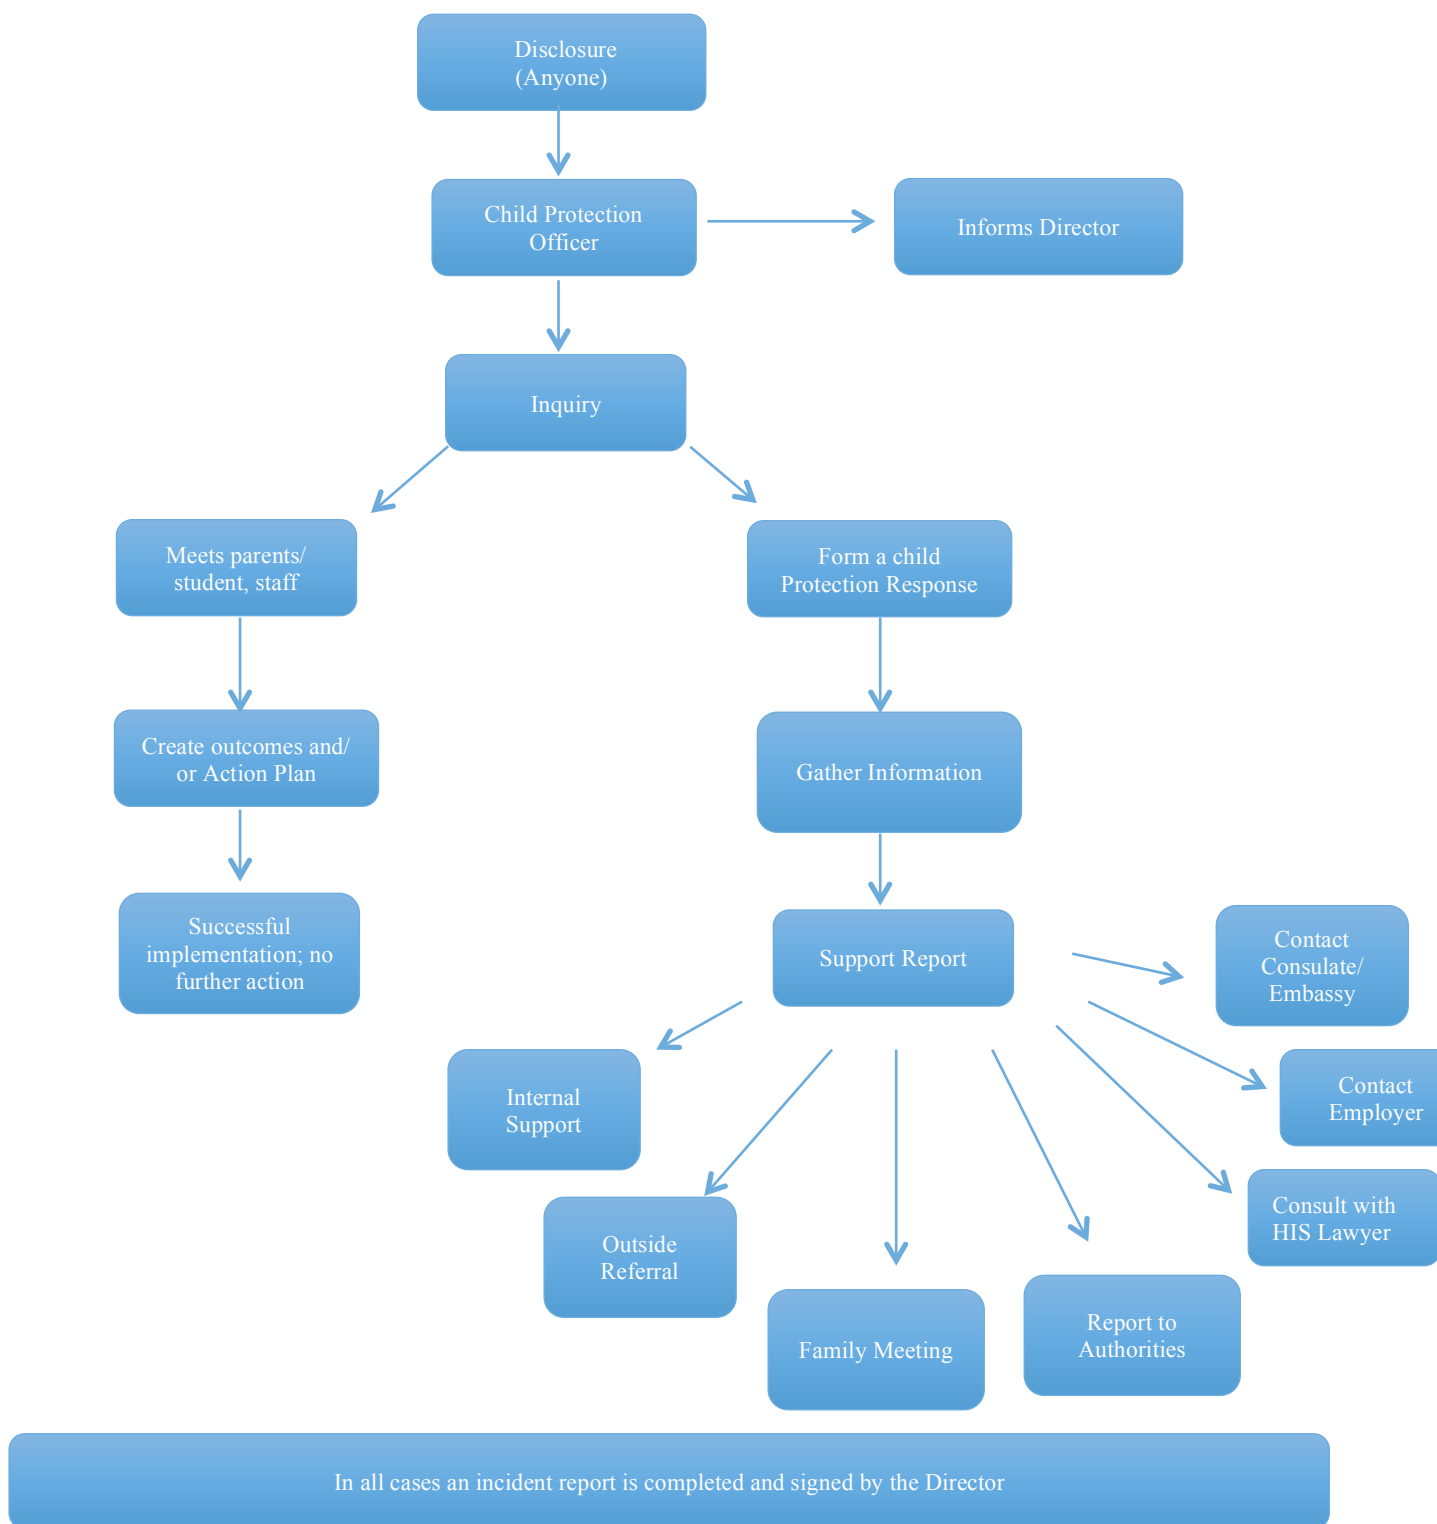 Disclosure
(Anyone)
Child Protection
Officer
Informs Director
Inquiry
Meets parents/
student, staff
Form a child
Protection Response
Create outcomes and/
or Action Plan
Gather Information
Successful
implementation; no
further action
Support Report
Contact
Consulate/
Embassy
Internal
Support
Contact
Employer
Consult with
HIS Lawyer
Outside
Referral
Family Meeting
Report to
Authorities
In all cases an incident report is completed and signed by the Director